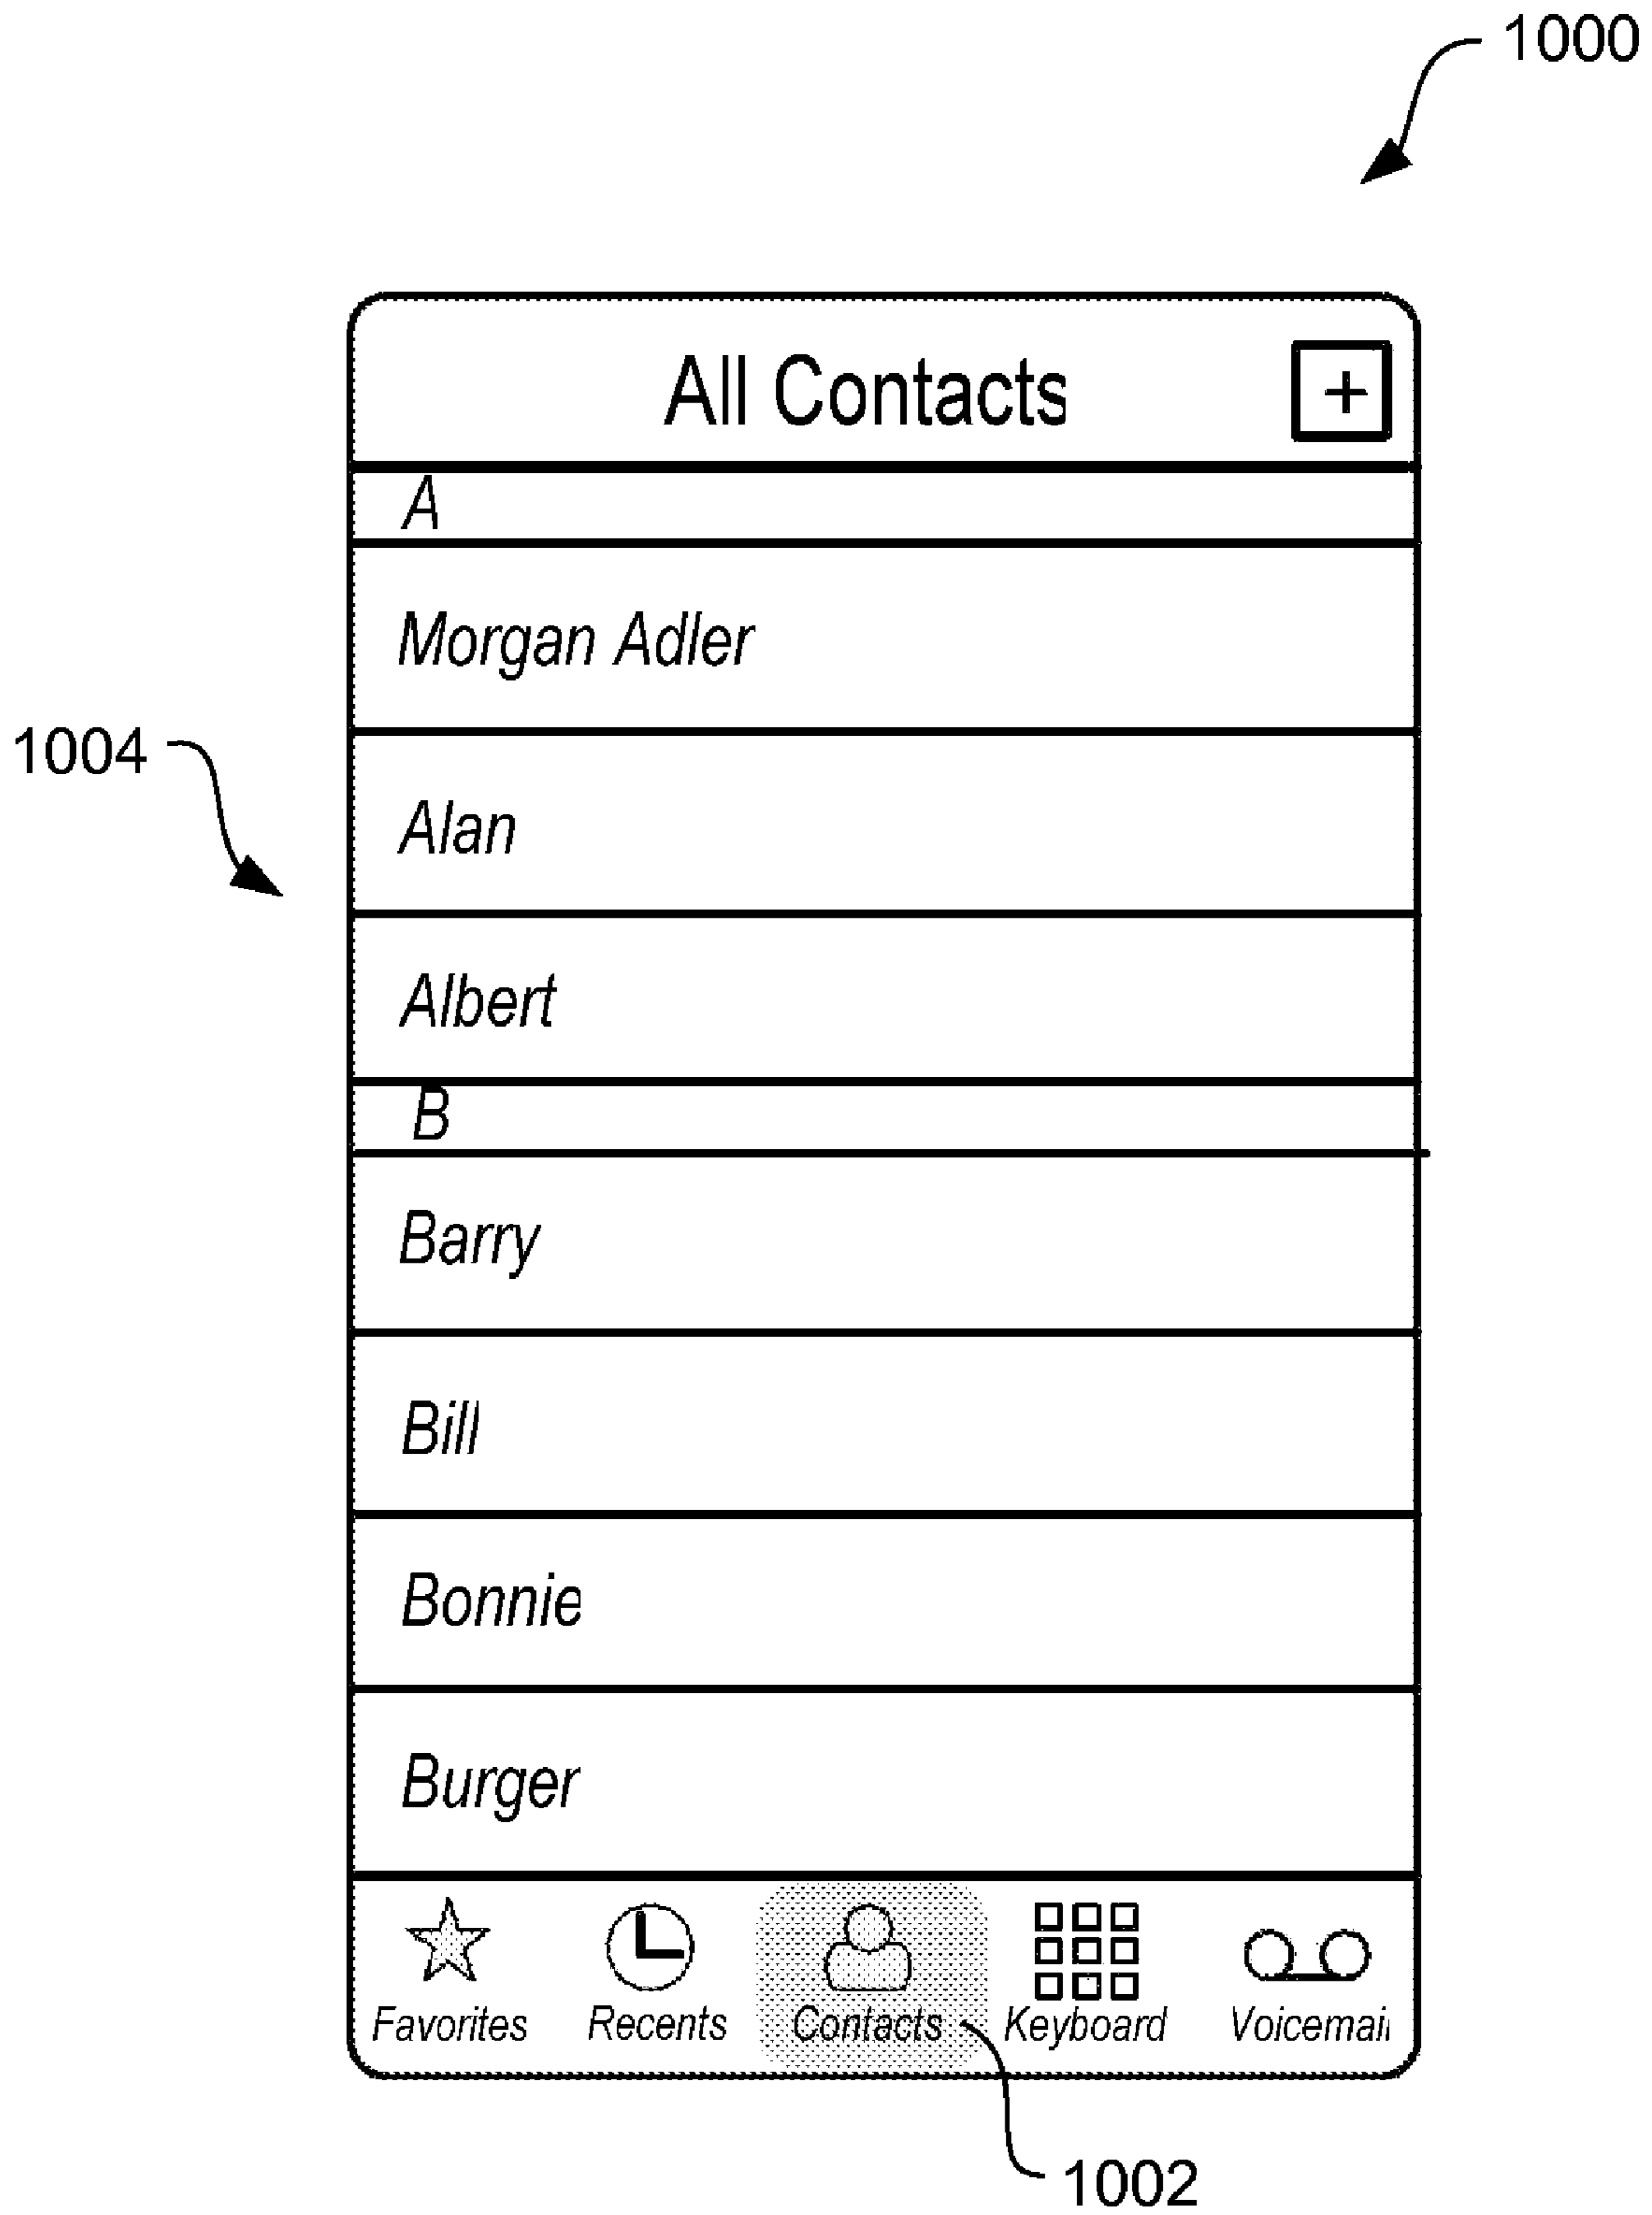 1000
All Contacts +
A
Morgan Adler
1004
Alan
Albert
B
Barry
Bill
Bonnie
Burger
Favorites Recents Contacts Keyboard Voicemail
1002